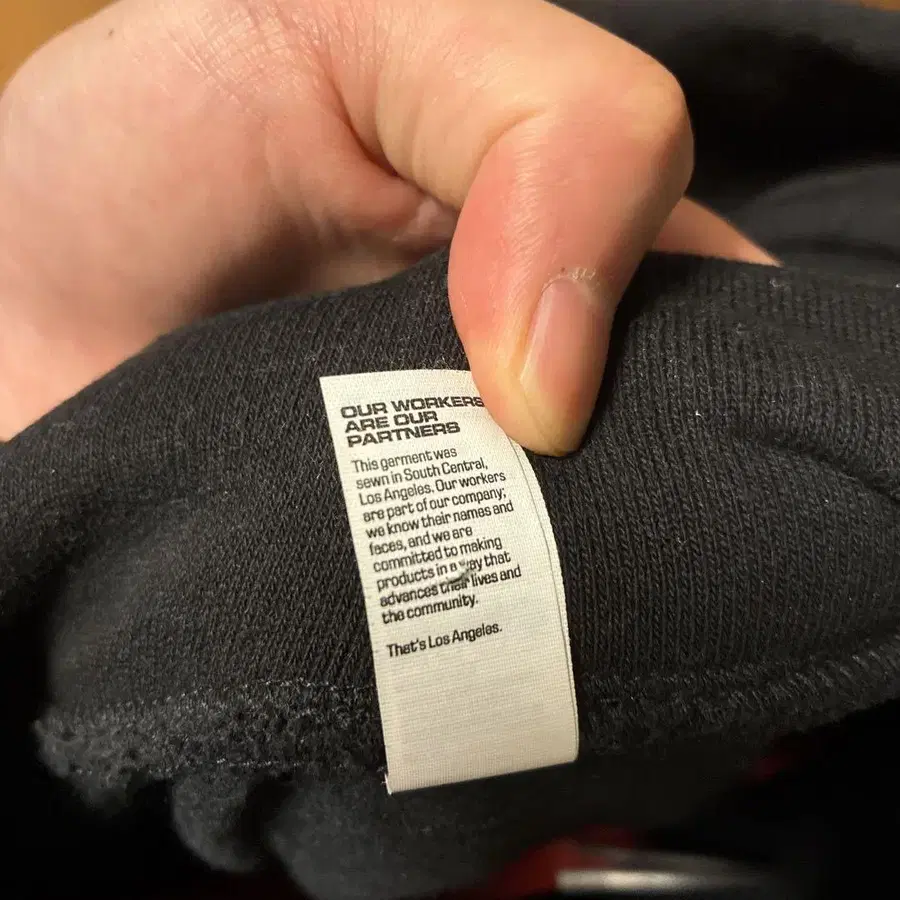 OUR WORKERS
ARE OUR
PARTNERS
This garment was
sewn in South Central,
Los Angeles. Our workers
are part of our company;
we know their names and
faces, and we are
committed to making
products in a way that
advances their lives and
the community.
That's Los Angeles.